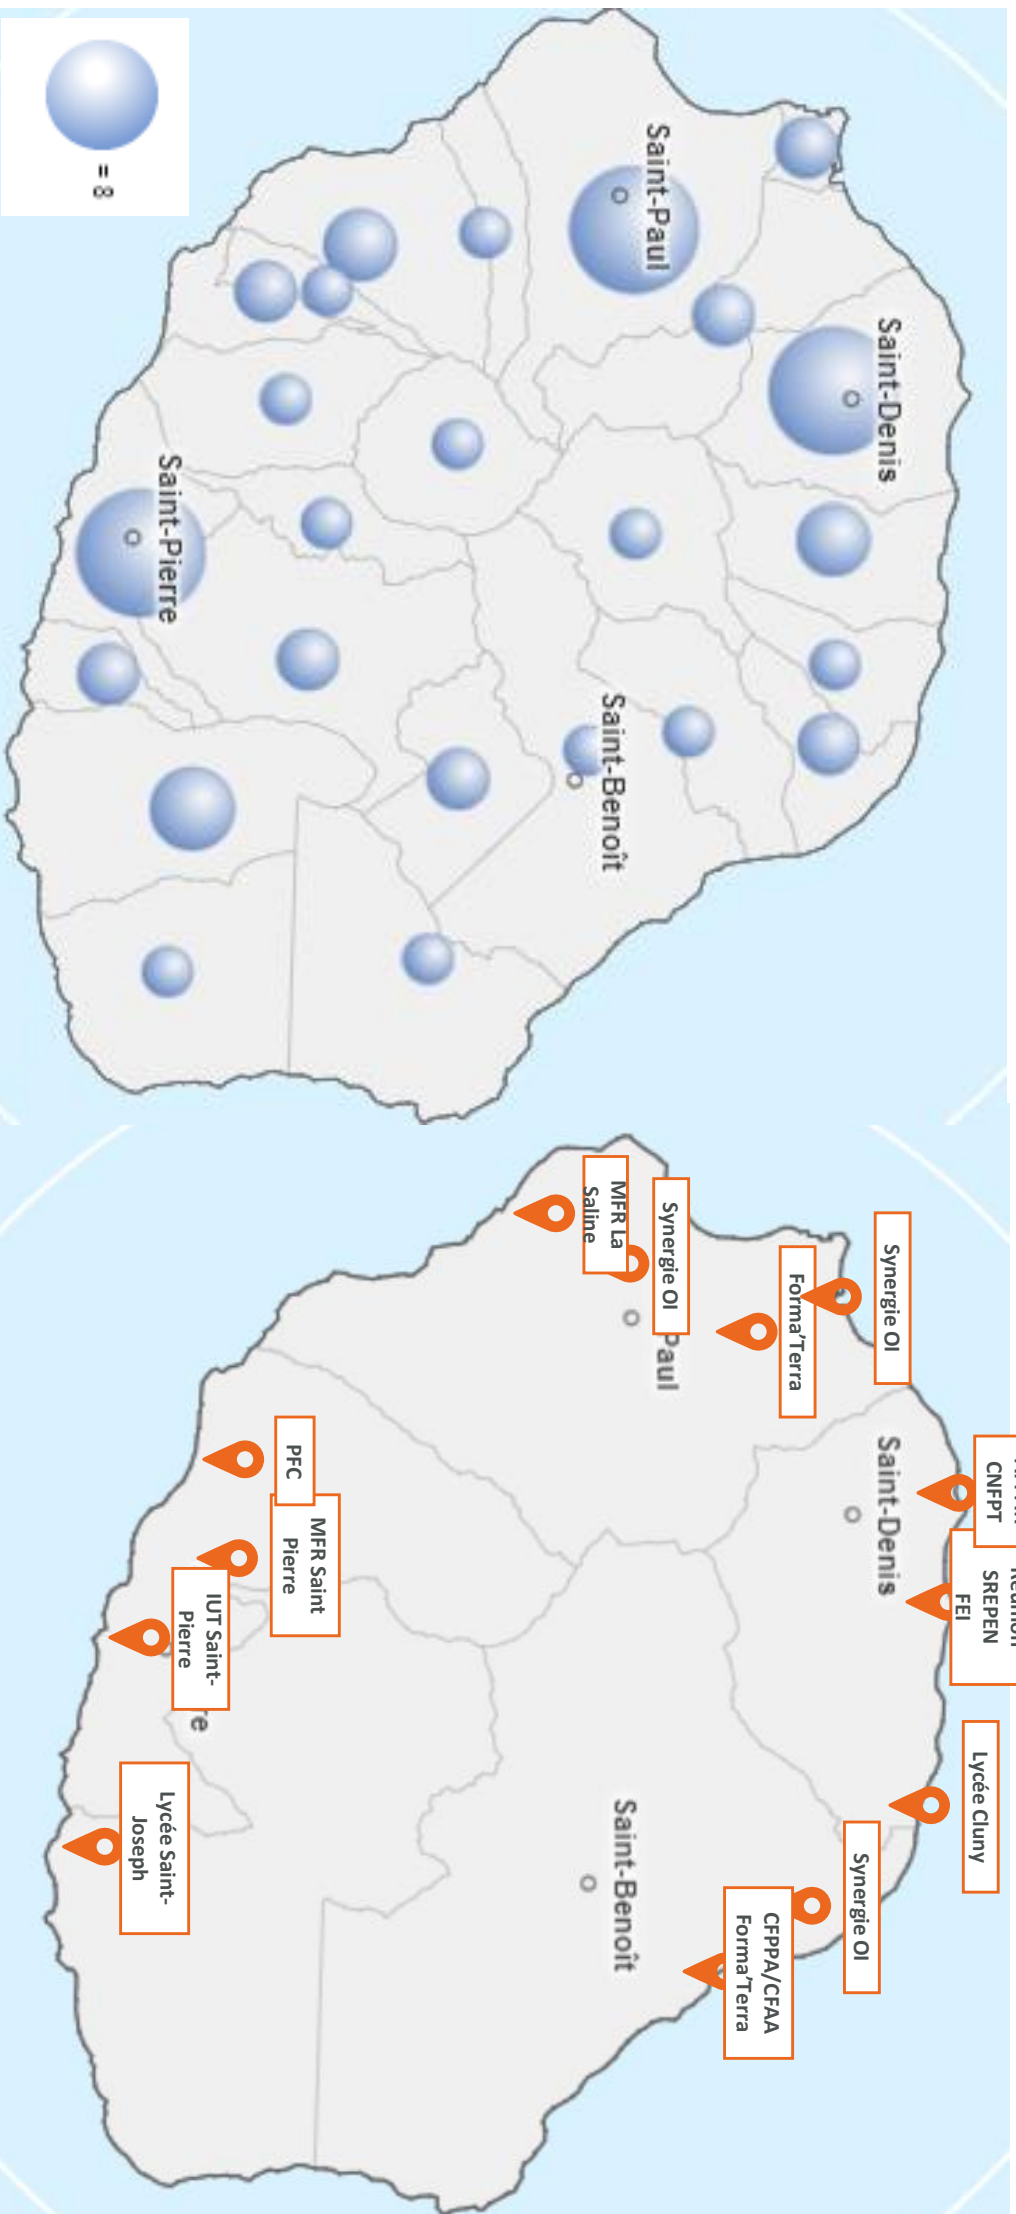 Saint-Denis
Saint-Paul
Saint-Benoît
Saint-Pierre
= 8
CNFPT
SREPEN
FEI
Lycée Cluny
Synergie OI
Forma'Terra
Saint-Denis
Synergie OI
CFPPA/CFAA
Forma'Terra
Synergie OI
Paul
MFR La
Saline
Saint-Benoît
PFC
MFR Saint
Pierre
IUT Saint-
Pierre
re
Lycée Saint-
Joseph